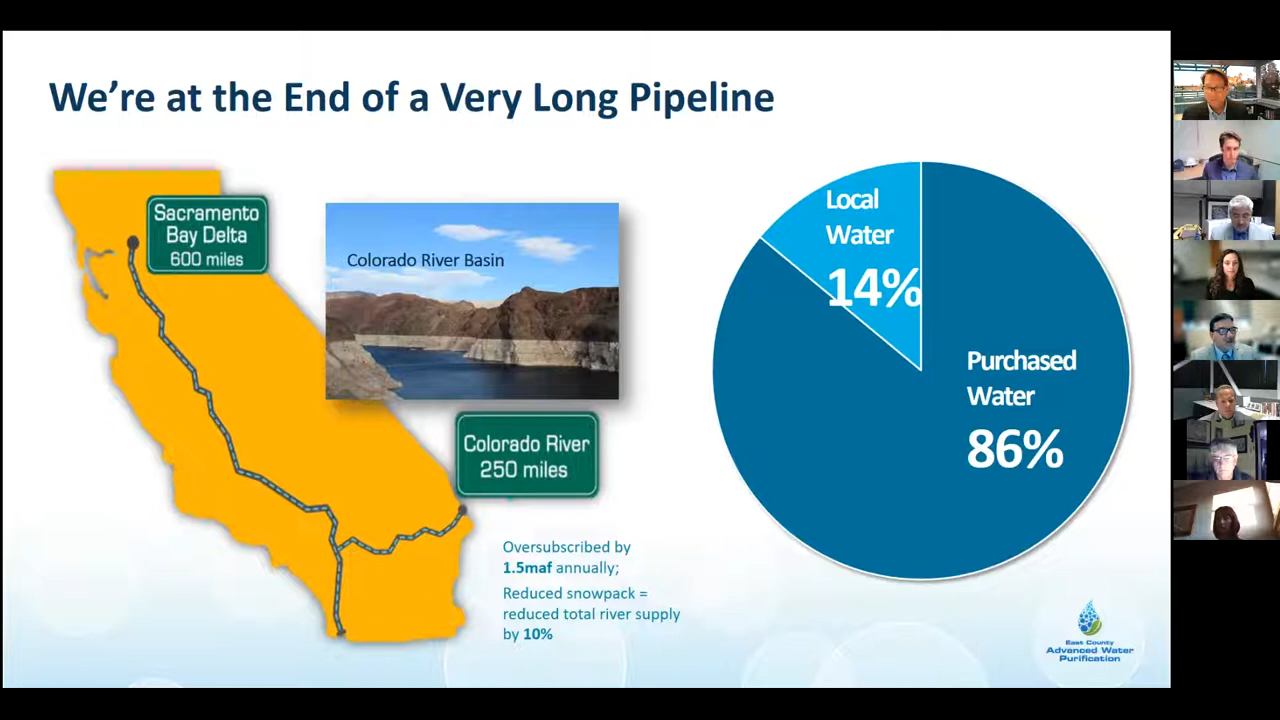 We're at the End of a Very Long Pipeline
Sacramento
Bay Delta
600 miles
Colorado River Basin
Colorado River
250 miles
Oversubscribed by
1.5maf annually;
Reduced snowpack =
reduced total river supply
by 10%
Local
Water
14%
Purchased
Water
86%
East County
Advanced Water
Purification